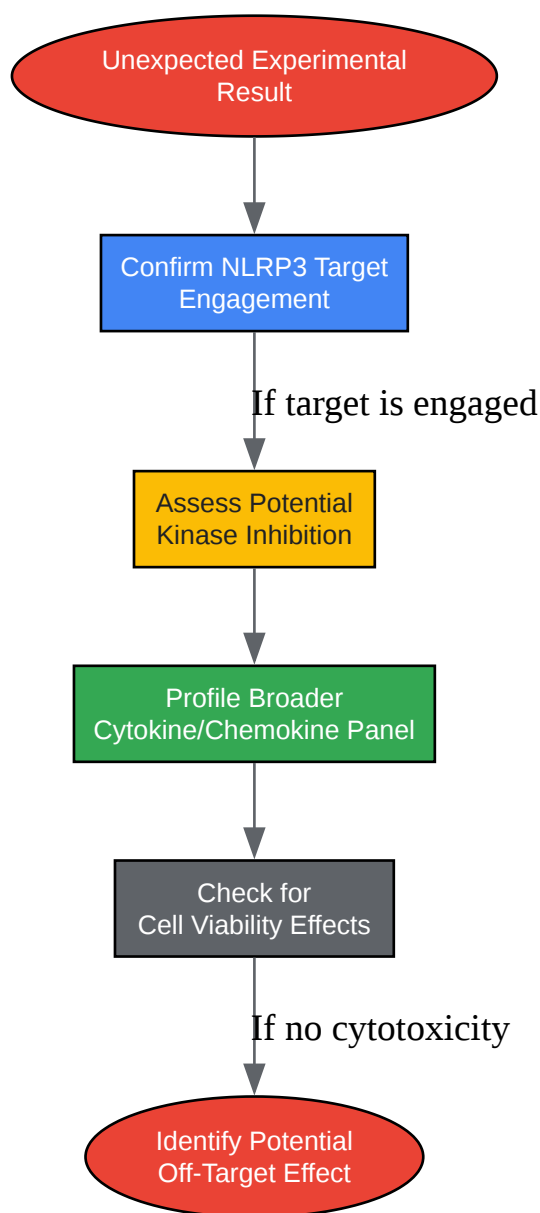 Unexpected Experimental
Result
Confirm NLRP3 Target
Engagement
If target is engaged
Assess Potential
Kinase Inhibition
Profile Broader
Cytokine/Chemokine Panel
Check for
Cell Viability Effects
If no cytotoxicity
Identify Potential
Off-Target Effect